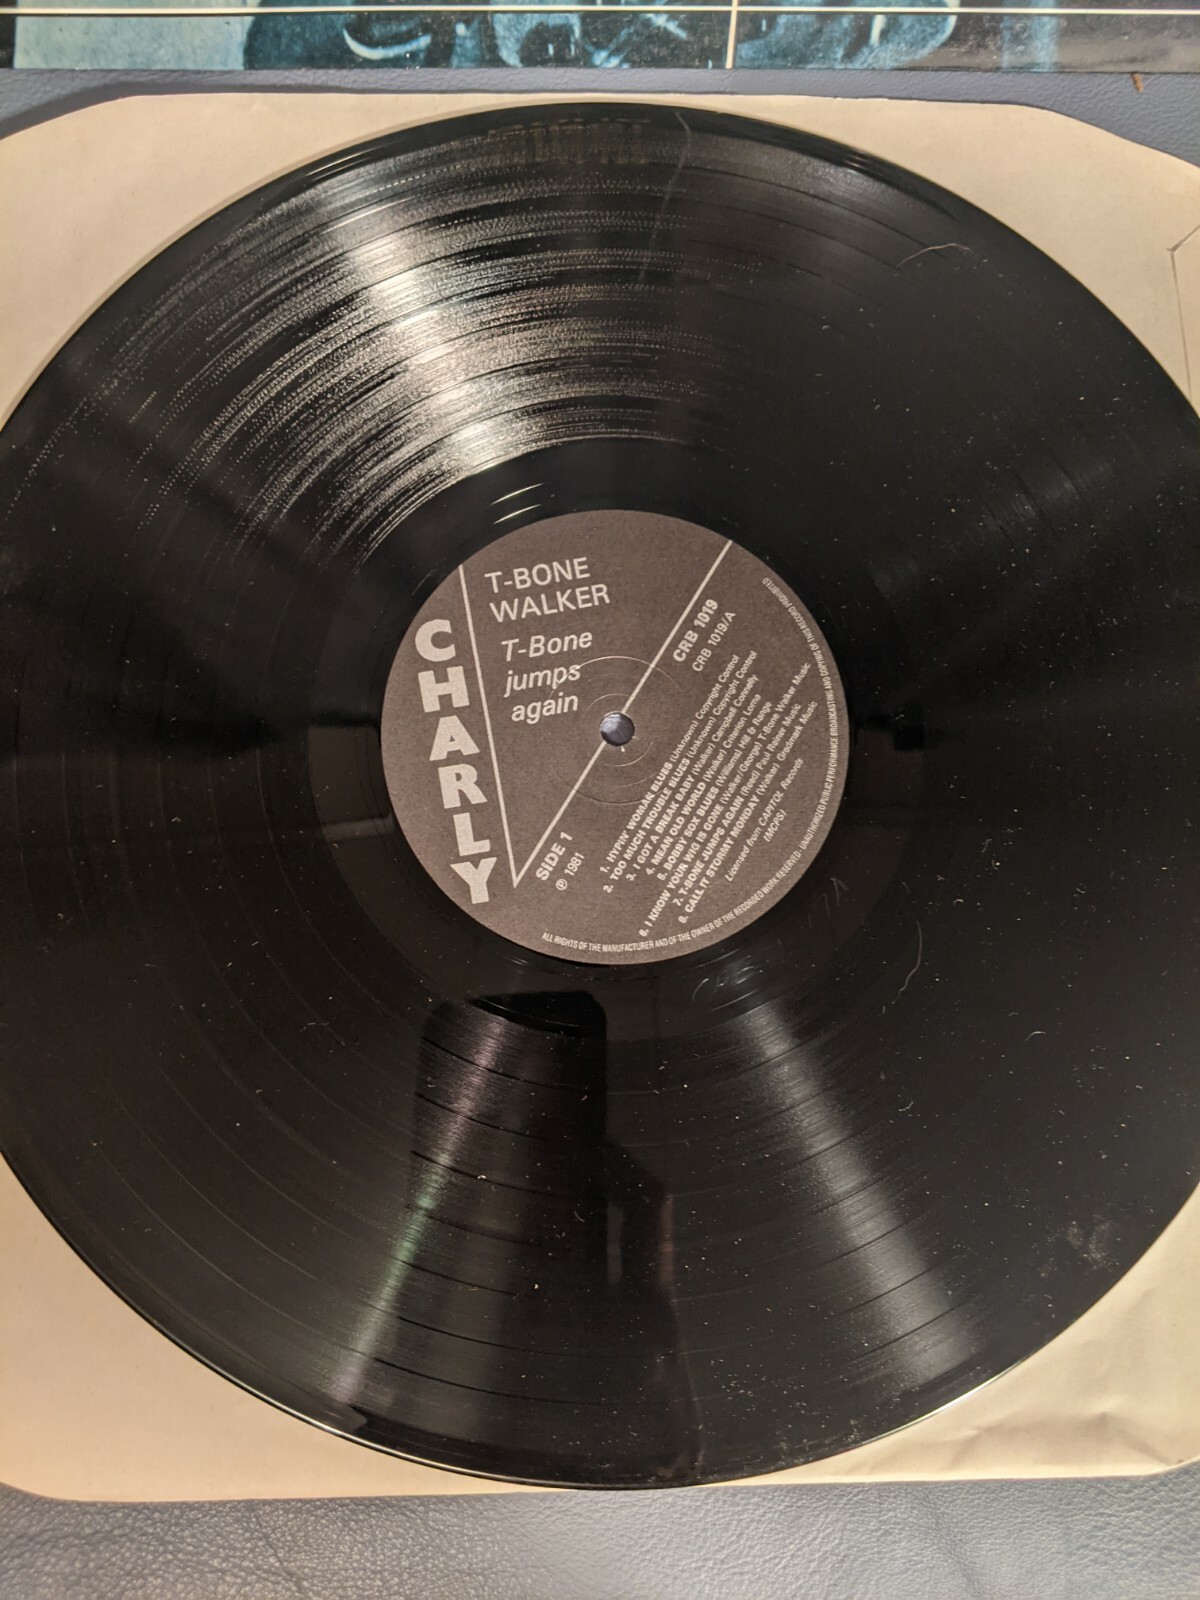 CHARLY
T-BONE
WALKER
T-Bone
jumps
again
CRB 1019
CRB 1019/A
SIDE 1
℗ 1981
1. HYPIN' WOMAN BLUES (Unknown) Copyright Control
2. TOO MUCH TROUBLE BLUES (Unknown) Copyright Control
3. I GOT A BREAK BABY (Walker) Campbell Connelly
4. MEAN OLD WORLD (Walker) Criterion Lorna
5. BOBBY SOX BLUES (Williams) Hill & Range
6. I KNOW YOUR WIG IS GONE (Walker/George) T-Bone Walker Music
7. T-BONE JUMPS AGAIN (Reed) Paul Reiner Music
8. CALL IT STORMY MONDAY (Walker) Gradmark Music
Licensed from CAPITOL Records
(MCPS)
ALL RIGHTS OF THE MANUFACTURER AND OF THE OWNER OF THE RECORDED WORK RESERVED · UNAUTHORIZED PUBLIC PERFORMANCE BROADCASTING AND COPYING OF THIS RECORD PROHIBITED